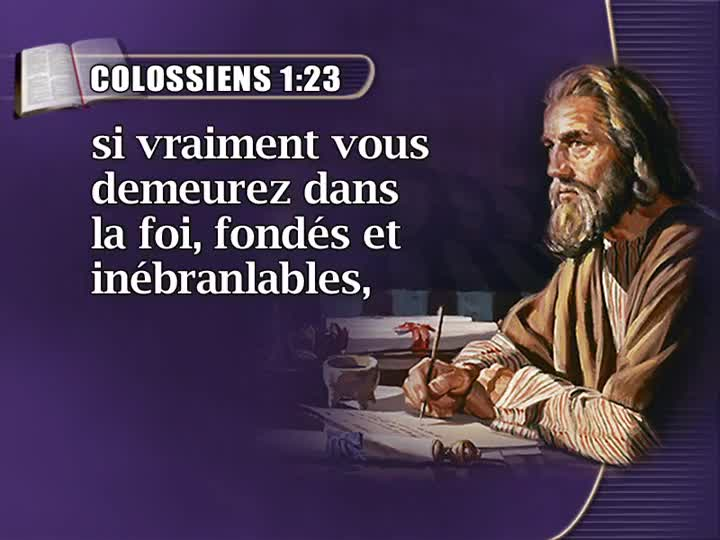 COLOSSIENS 1:23
si vraiment vous
demeurez dans
la foi, fondés et
inébranlables,